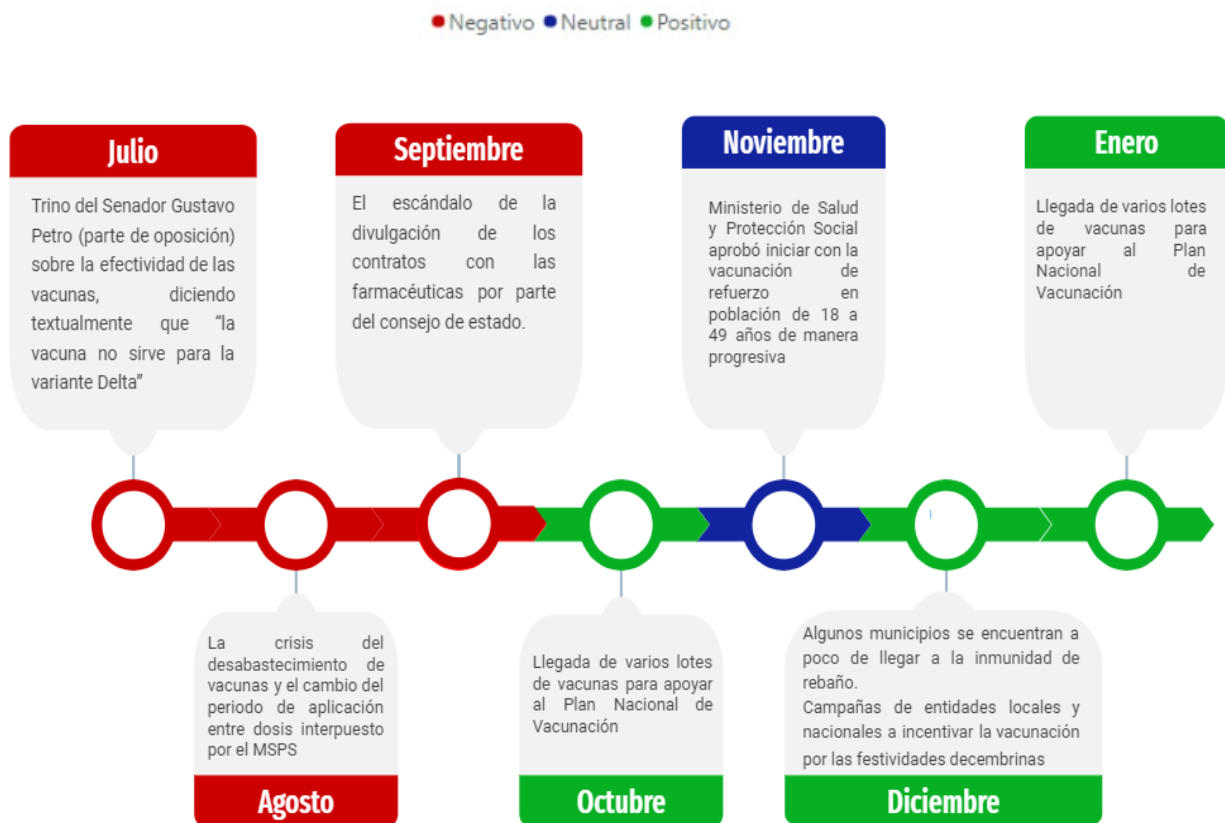 Negativo Neutral Positivo
Julio
Trino del Senador Gustavo
Petro (parte de oposición)
sobre la efectividad de las
vacunas, diciendo
textualmente que “la
vacuna no sirve para la
variante Delta”
Septiembre
El escándalo de la
divulgación de los
contratos con las
farmacéuticas por parte
del consejo de estado.
Noviembre
Ministerio de Salud
y Protección Social
aprobó iniciar con la
vacunación de
refuerzo en
población de 18 a
49 años de manera
progresiva
Enero
Llegada de varios lotes
de vacunas para
apoyar al Plan
Nacional de
Vacunación
La crisis del
desabastecimiento de
vacunas y el cambio del
periodo de aplicación
entre dosis interpuesto
por el MSPS
Agosto
Llegada de varios lotes
de vacunas para apoyar
al Plan Nacional de
Vacunación
Octubre
Algunos municipios se encuentran a
poco de llegar a la inmunidad de
rebaño.
Campañas de entidades locales y
nacionales a incentivar la vacunación
por las festividades decembrinas
Diciembre